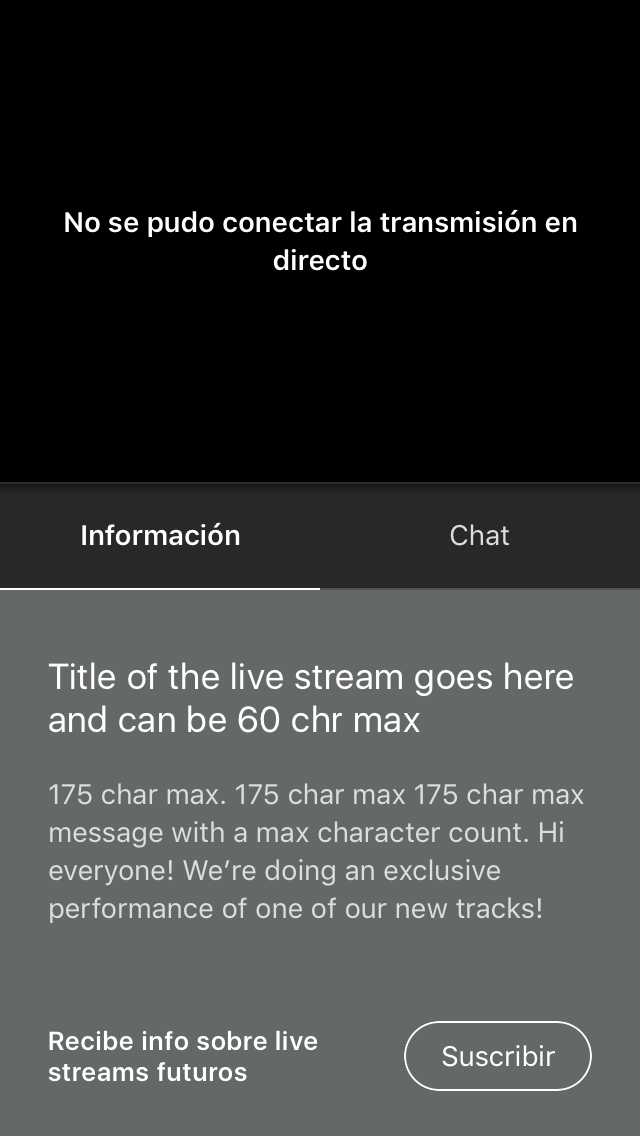 No se pudo conectar la transmisión en
directo
Información
Chat
Title of the live stream goes here
and can be 60 chr max
175 char max. 175 char max 175 char max
message with a max character count. Hi
everyone! We’re doing an exclusive
performance of one of our new tracks!
Recibe info sobre live
streams futuros
Suscribir